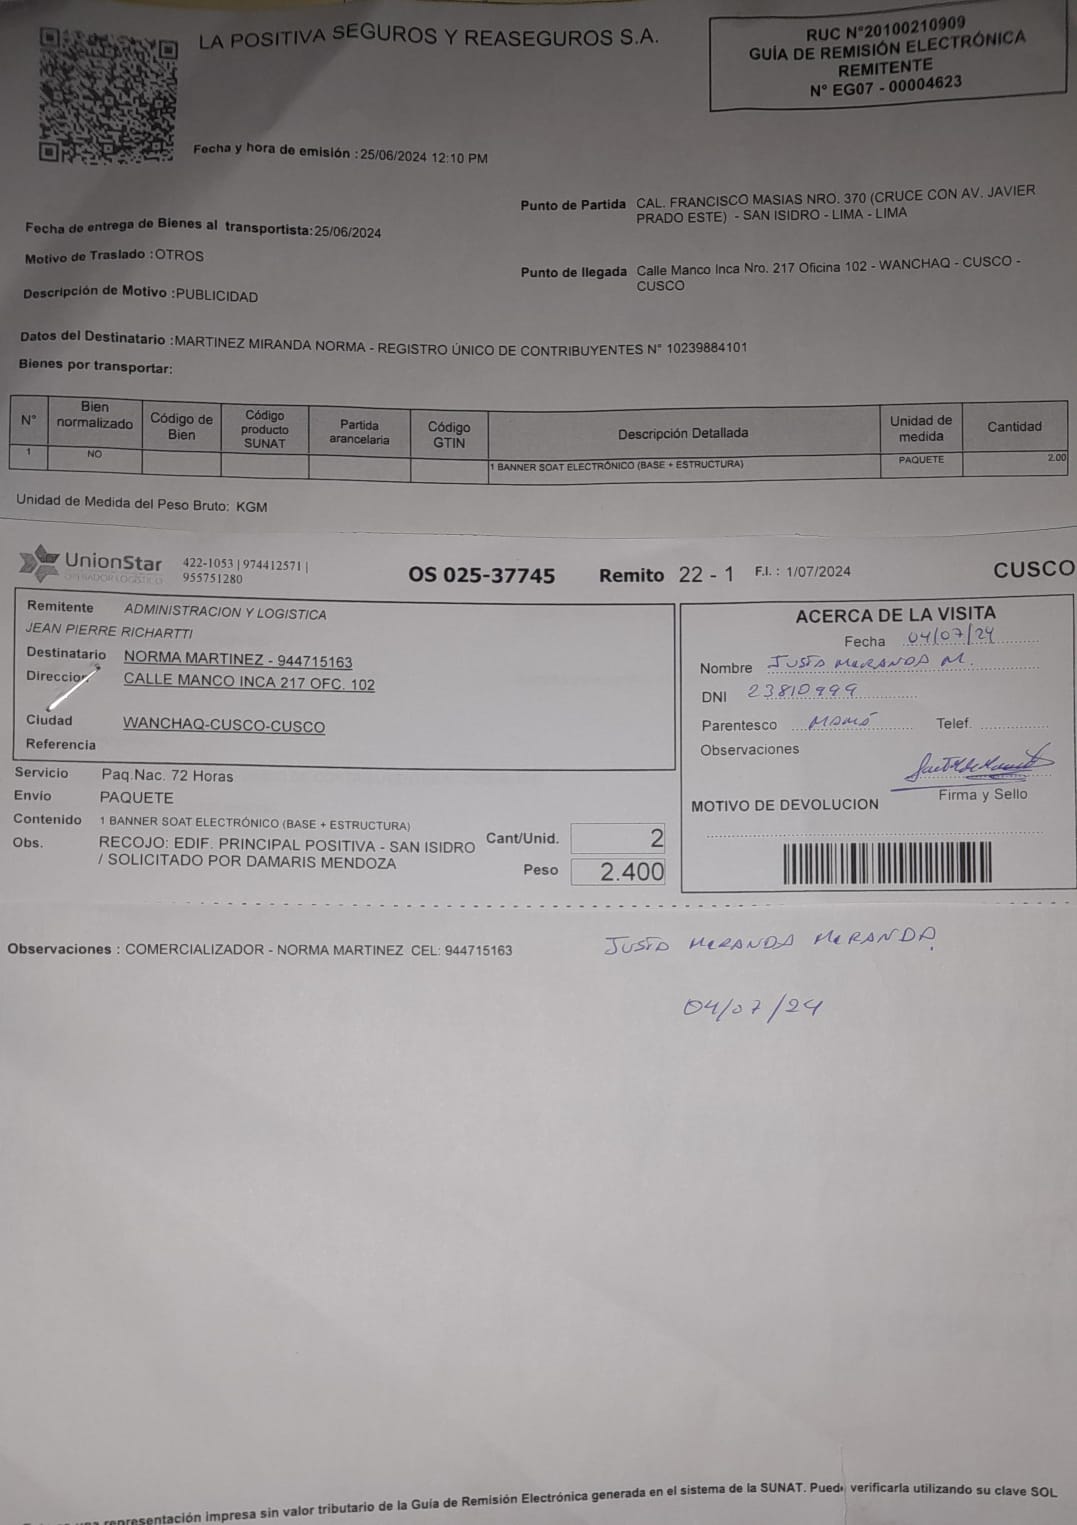 LA POSITIVA SEGUROS Y REASEGUROS S.A.
RUC N°20100210909
GUÍA DE REMISIÓN ELECTRÓNICA
REMITENTE
N° EG07 - 00004623
Fecha y hora de emisión :25/06/2024 12:10 PM
Fecha de entrega de Bienes al transportista:25/06/2024
Motivo de Traslado :OTROS
Descripción de Motivo :PUBLICIDAD
Punto de Partida CAL. FRANCISCO MASIAS NRO. 370 (CRUCE CON AV. JAVIER
PRADO ESTE) - SAN ISIDRO - LIMA - LIMA
Punto de llegada Calle Manco Inca Nro. 217 Oficina 102 - WANCHAQ - CUSCO -
CUSCO
Datos del Destinatario :MARTINEZ MIRANDA NORMA - REGISTRO ÚNICO DE CONTRIBUYENTES N° 10239884101
Bienes por transportar:
N° Bien normalizado Código de Bien Código producto SUNAT Partida arancelaria Código GTIN Descripción Detallada Unidad de medida Cantidad
1 NO 1 BANNER SOAT ELECTRÓNICO (BASE + ESTRUCTURA) PAQUETE 2.00
Unidad de Medida del Peso Bruto: KGM
UnionStar
OPERADOR LOGÍSTICO
422-1053 | 974412571 |
955751280
OS 025-37745 Remito 22 - 1 F.I. : 1/07/2024 CUSCO
Remitente ADMINISTRACION Y LOGISTICA
JEAN PIERRE RICHARTTI
Destinatario NORMA MARTINEZ - 944715163
Direccion CALLE MANCO INCA 217 OFC. 102
Ciudad WANCHAQ-CUSCO-CUSCO
Referencia
Servicio Paq.Nac. 72 Horas
Envío PAQUETE
Contenido 1 BANNER SOAT ELECTRÓNICO (BASE + ESTRUCTURA)
Obs. RECOJO: EDIF. PRINCIPAL POSITIVA - SAN ISIDRO
/ SOLICITADO POR DAMARIS MENDOZA
Cant/Unid. 2
Peso 2.400
ACERCA DE LA VISITA
Fecha 04/07/24
Nombre JUSTA MIRANDA M.
DNI 23810999
Parentesco MAMÁ Telef.
Observaciones
Firma y Sello
MOTIVO DE DEVOLUCION
Observaciones : COMERCIALIZADOR - NORMA MARTINEZ CEL: 944715163
JUSTA MIRANDA MIRANDA.
04/07/24
representación impresa sin valor tributario de la Guía de Remisión Electrónica generada en el sistema de la SUNAT. Puede verificarla utilizando su clave SOL